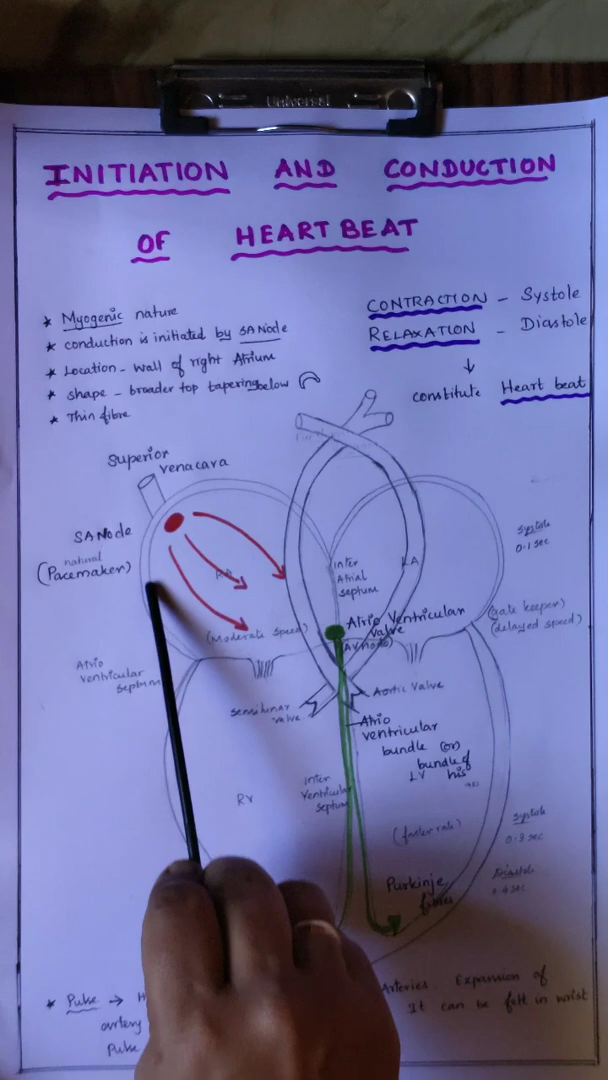 Universal
INITIATION AND CONDUCTION
OF HEART BEAT
* Myogenic nature
* conduction is initiated by SA Node
* Location - Wall of right Atrium
* shape - broader top tapering below
* Thin fibre
CONTRACTION - Systole
RELAXATION - Diastole
↓
constitute Heart beat
Superior
venacava
SA Node
natural
(Pacemaker)
RA
(Moderate speed)
Inter
Atrial
septum
LA
Systole
0.1 sec
Atrio Ventricular
valve
(AV node)
(gate keeper)
(delayed speed)
Atrio
ventricular
septum
Semilunar
valve
Aortic valve
Atrio
ventricular
bundle (or)
bundle of
his
LV
1921
RV
Inter
Ventricular
septum
(faster rate)
Systole
0.3 sec
Diastole
0.4 sec
Purkinje
fibres
* Pulse → H
Arteries. Expansion of
artery
It can be felt in wrist
Pulse